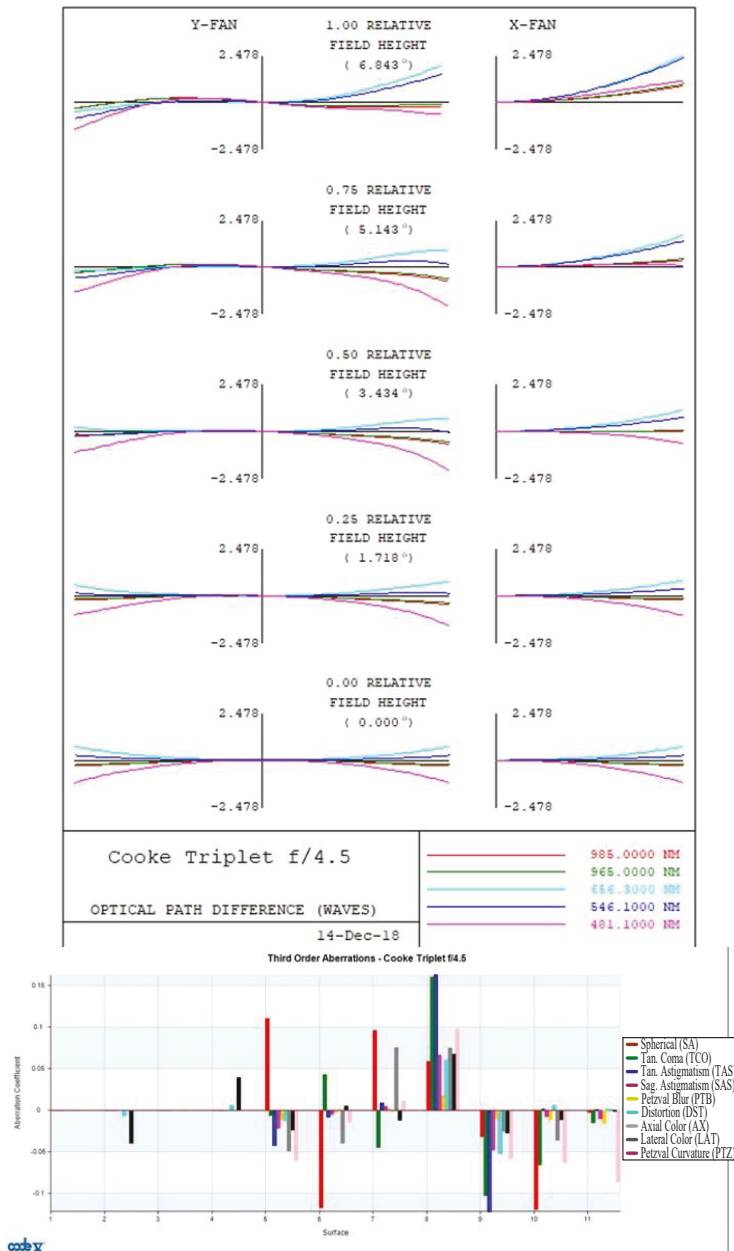 Y-FAN 1.00 RELATIVE X-FAN
FIELD HEIGHT
2.478 ( 6.843°) 2.478
-2.478 -2.478
0.75 RELATIVE
FIELD HEIGHT
2.478 ( 5.143°) 2.478
-2.478 -2.478
0.50 RELATIVE
FIELD HEIGHT
2.478 ( 3.434°) 2.478
-2.478 -2.478
0.25 RELATIVE
FIELD HEIGHT
2.478 ( 1.718°) 2.478
-2.478 -2.478
0.00 RELATIVE
FIELD HEIGHT
2.478 ( 0.000°) 2.478
-2.478 -2.478
Cooke Triplet f/4.5
OPTICAL PATH DIFFERENCE (WAVES)
14-Dec-18
985.0000 NM
965.0000 NM
656.3000 NM
546.1000 NM
481.1000 NM
Third Order Aberrations - Cooke Triplet f/4.5
Aberration Coefficient
0.15
0.1
0.05
0
-0.05
-0.1
1 2 3 4 5 6 7 8 9 10 11
Surface
Spherical (SA)
Tan. Coma (TCO)
Tan. Astigmatism (TAS)
Sag. Astigmatism (SAS)
Petzval Blur (PTB)
Distortion (DST)
Axial Color (AX)
Lateral Color (LAT)
Petzval Curvature (PTZ)
code V